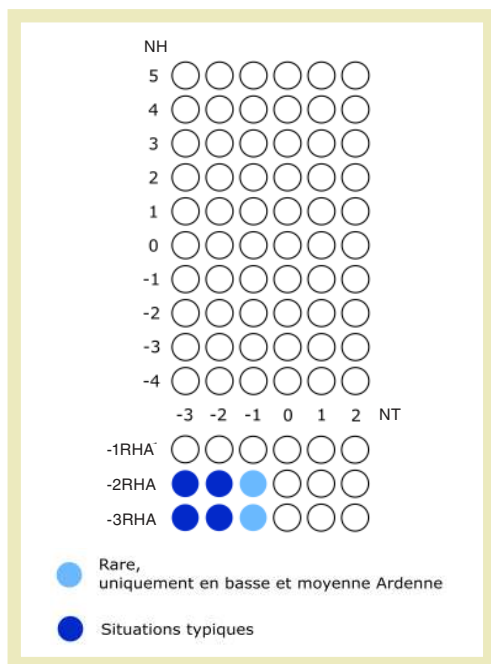 NH
5
4
3
2
1
0
-1
-2
-3
-4
-3 -2 -1 0 1 2 NT
-1RHA-
-2RHA
-3RHA
Rare,
uniquement en basse et moyenne Ardenne
Situations typiques